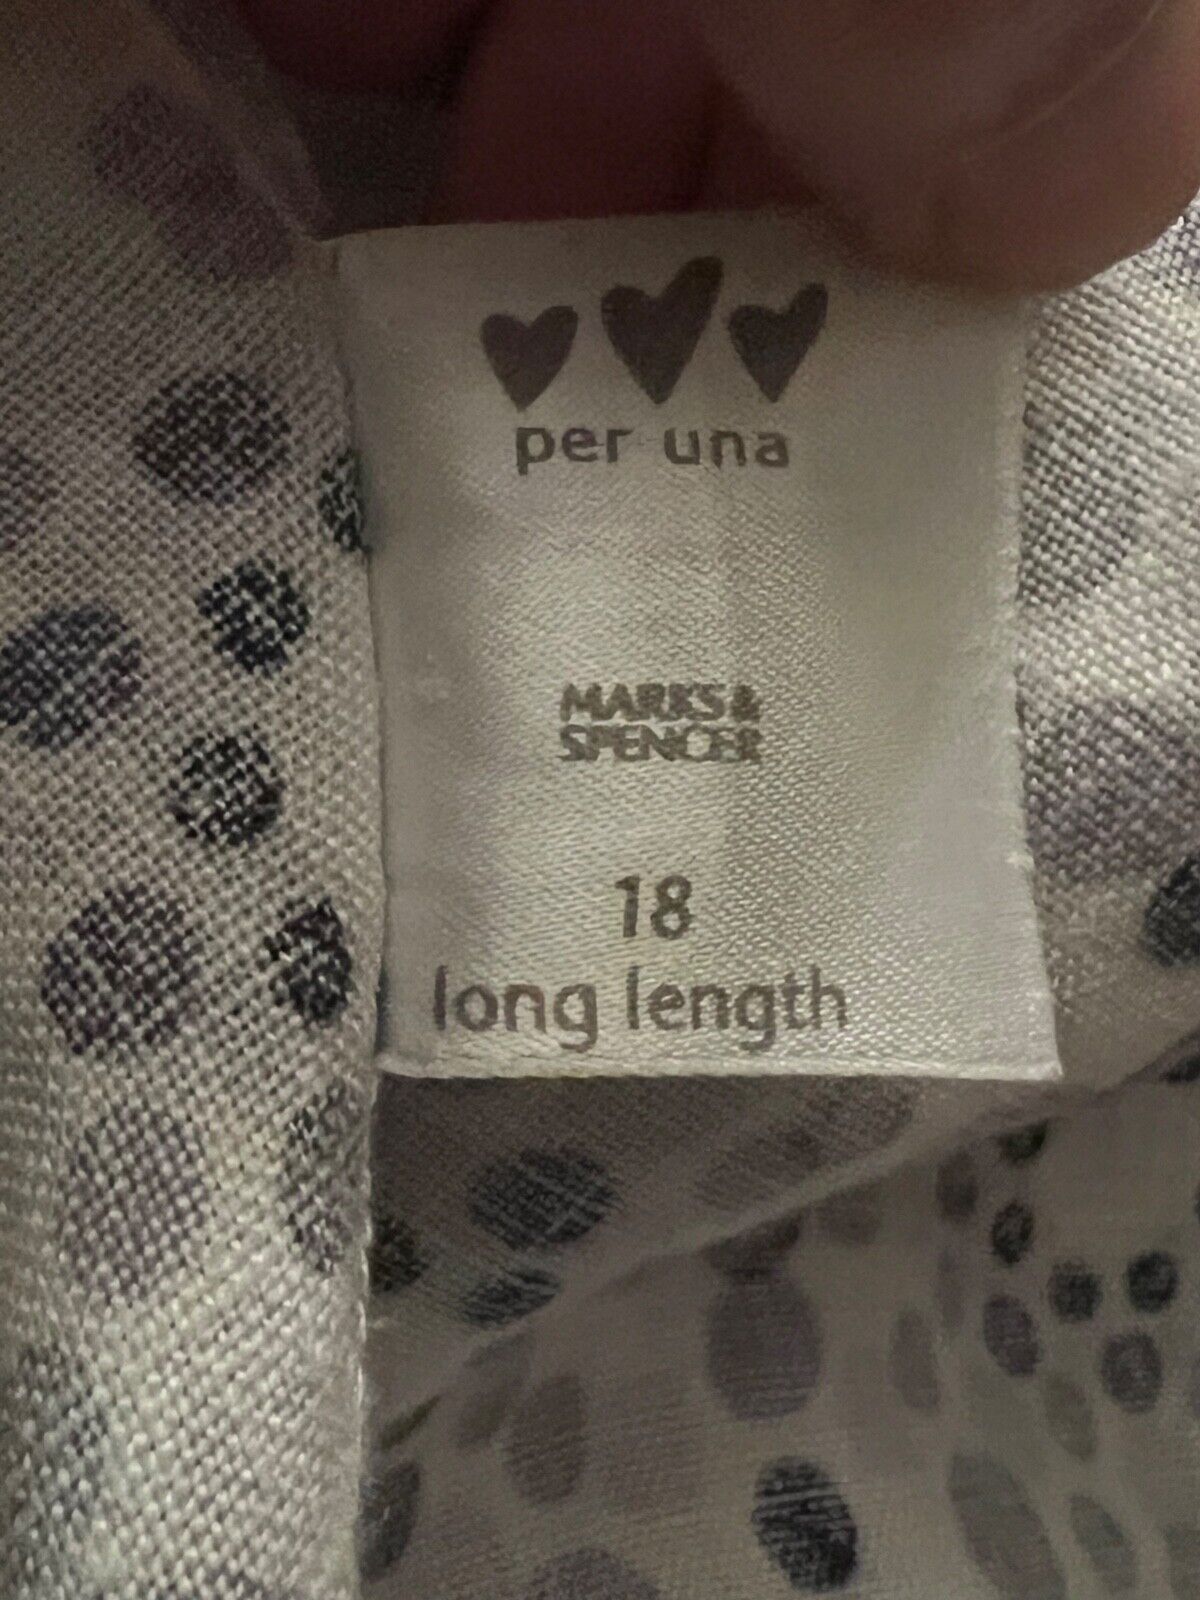 per una
MARKS &
SPENCER
18
long length